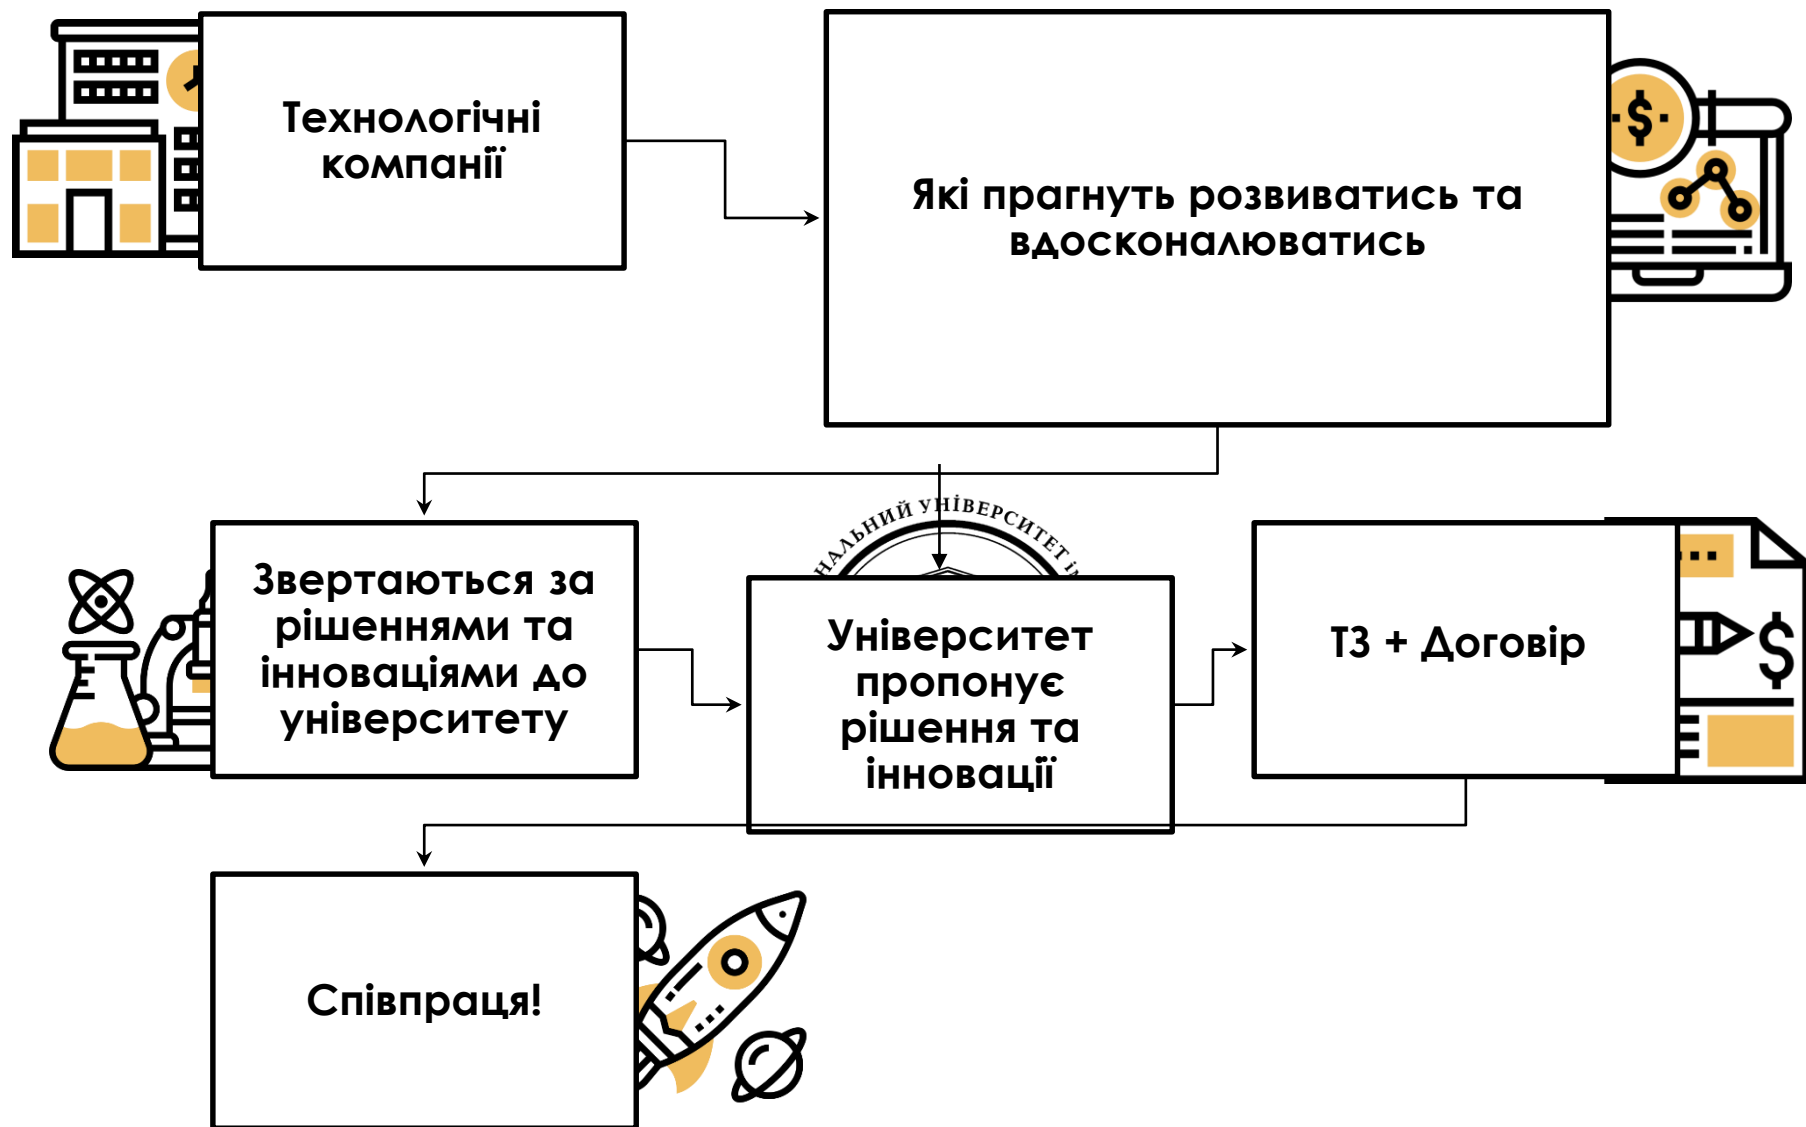 Технологічні
компанії
Які прагнуть розвиватись та
вдосконалюватись
Звертаються за
рішеннями та
інноваціями до
університету
УНІВЕРСИТЕТ
Університет
пропонує
рішення та
інновації
ТЗ + Договір
$
$
Співпраця!